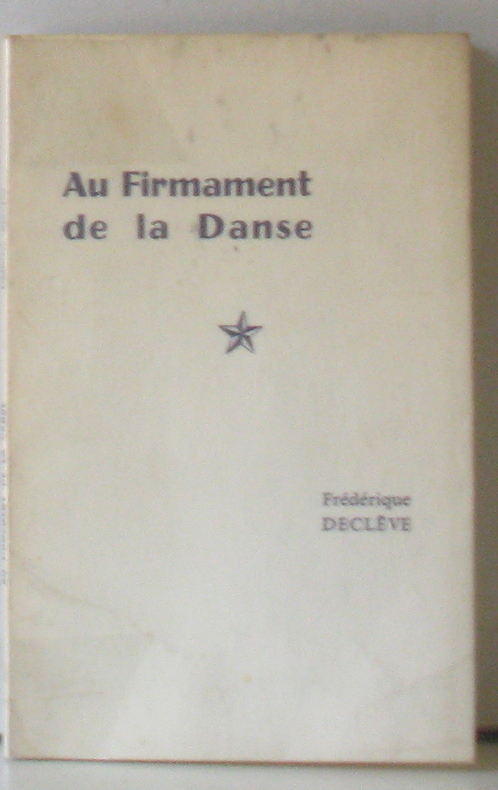 Au Firmament
de la Danse
Frédérique
DECLÈVE